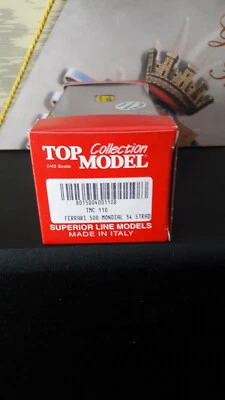 Collection
TOP
1/43 Scale
MODEL
8015004001108
TMC 110
FERRARI 500 MONDIAL 54 STRAD
SUPERIOR LINE MODELS
MADE IN ITALY